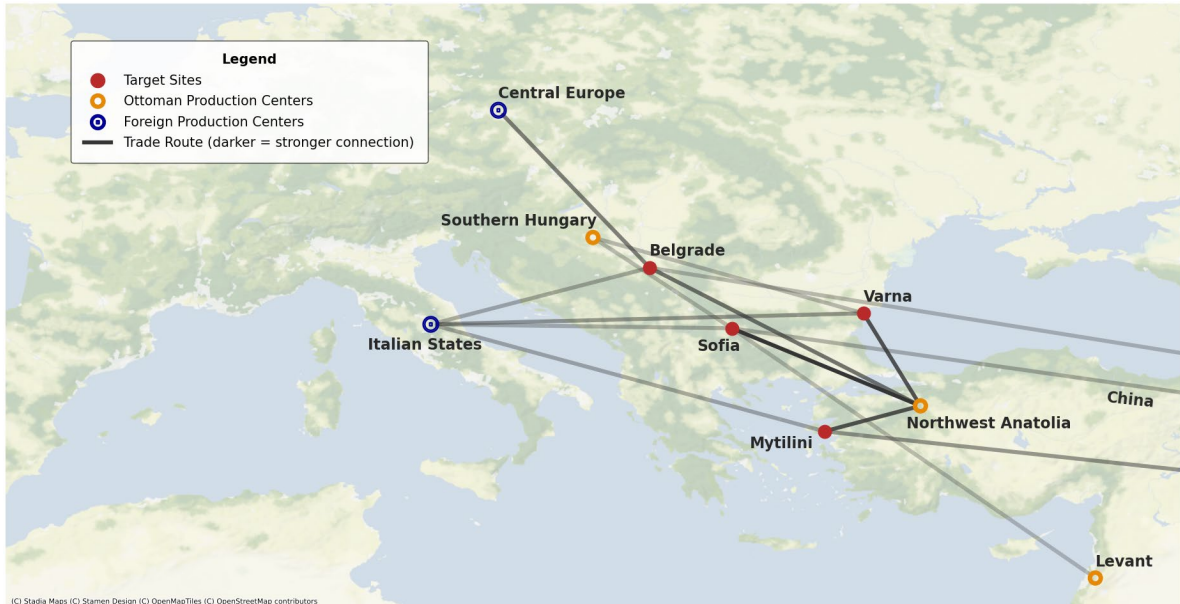 Legend
Target Sites
Ottoman Production Centers
Foreign Production Centers
Trade Route (darker = stronger connection)
Central Europe
Southern Hungary
Belgrade
Varna
Italian States
Sofia
China
Northwest Anatolia
Mytilini
Levant
(C) Stadia Maps (C) Stamen Design (C) OpenMapTiles (C) OpenStreetMap contributors